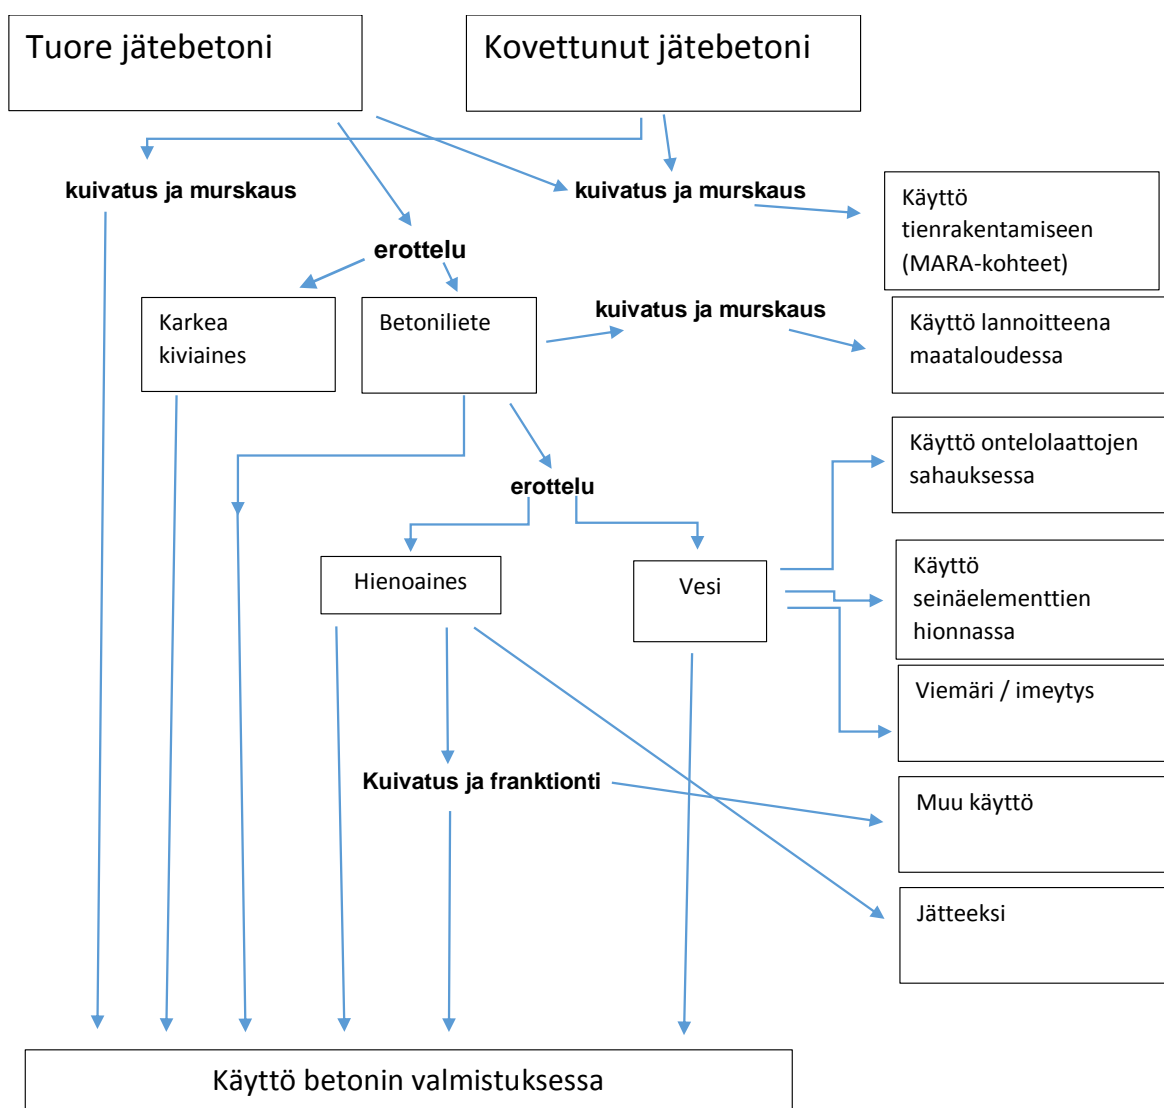 Tuore jätebetoni
Kovettunut jätebetoni
kuivatus ja murskaus
kuivatus ja murskaus
Käyttö
tienrakentamiseen
(MARA-kohteet)
erottelu
Karkea
kiviaines
Betoniliete
kuivatus ja murskaus
Käyttö lannoitteena
maataloudessa
Käyttö ontelolaattojen
sahauksessa
erottelu
Hienoaines
Vesi
Käyttö
seinäelementtien
hionnassa
Viemäri / imeytys
Kuivatus ja franktionti
Muu käyttö
Jätteeksi
Käyttö betonin valmistuksessa